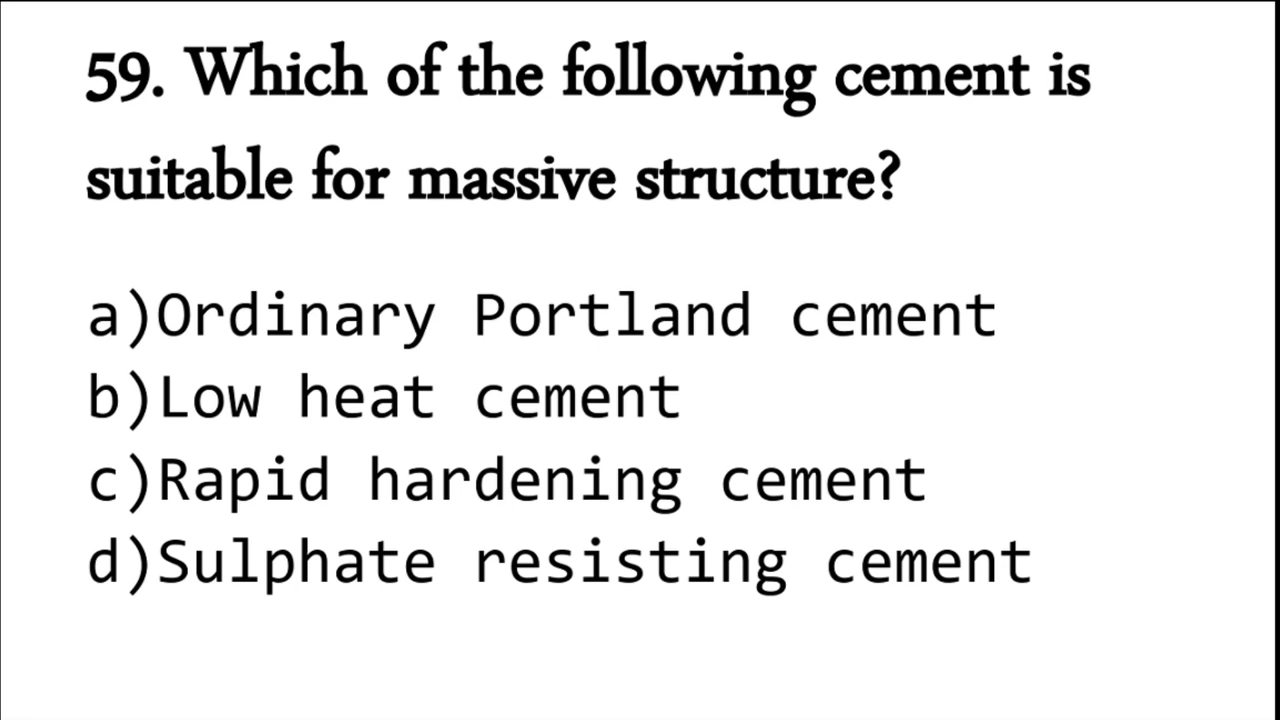 59. Which of the following cement is
suitable for massive structure?
a)Ordinary Portland cement
b)Low heat cement
c)Rapid hardening cement
d)Sulphate resisting cement